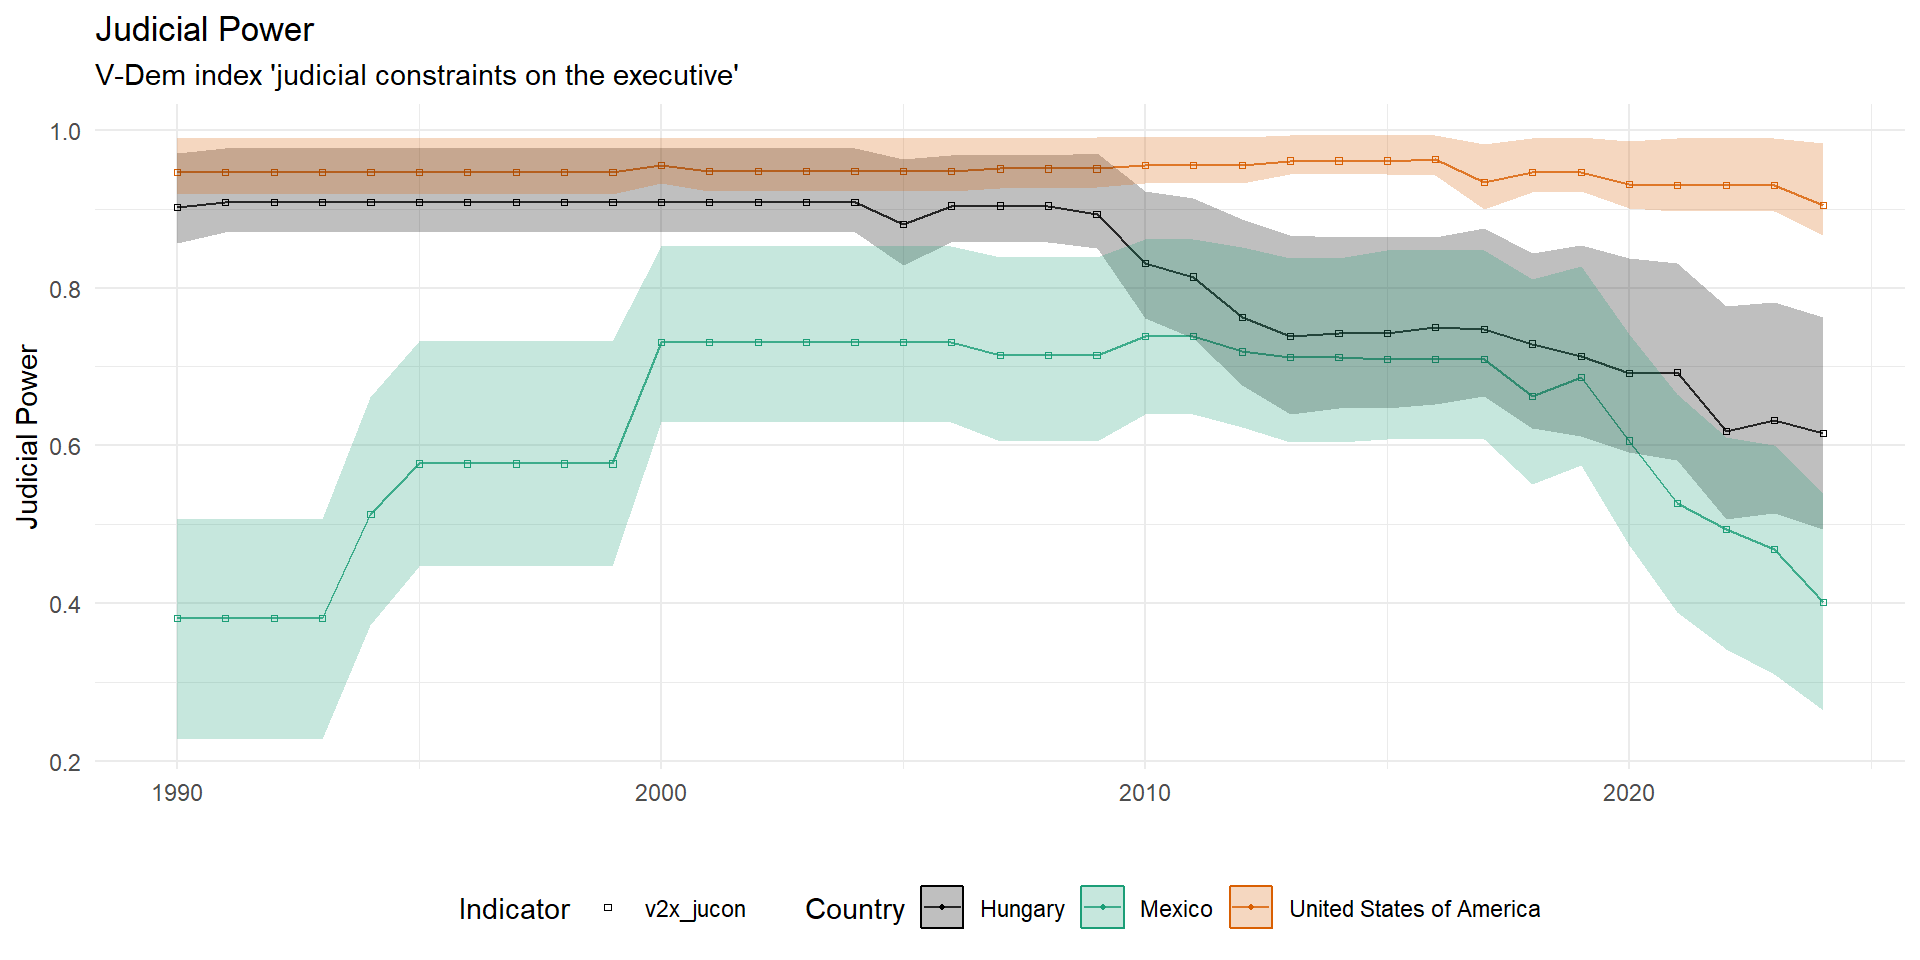 Judicial Power
V-Dem index 'judicial constraints on the executive'
Judicial Power
1.0
0.8
0.6
0.4
0.2
1990 2000 2010 2020
Indicator v2x_jucon Country Hungary Mexico United States of America